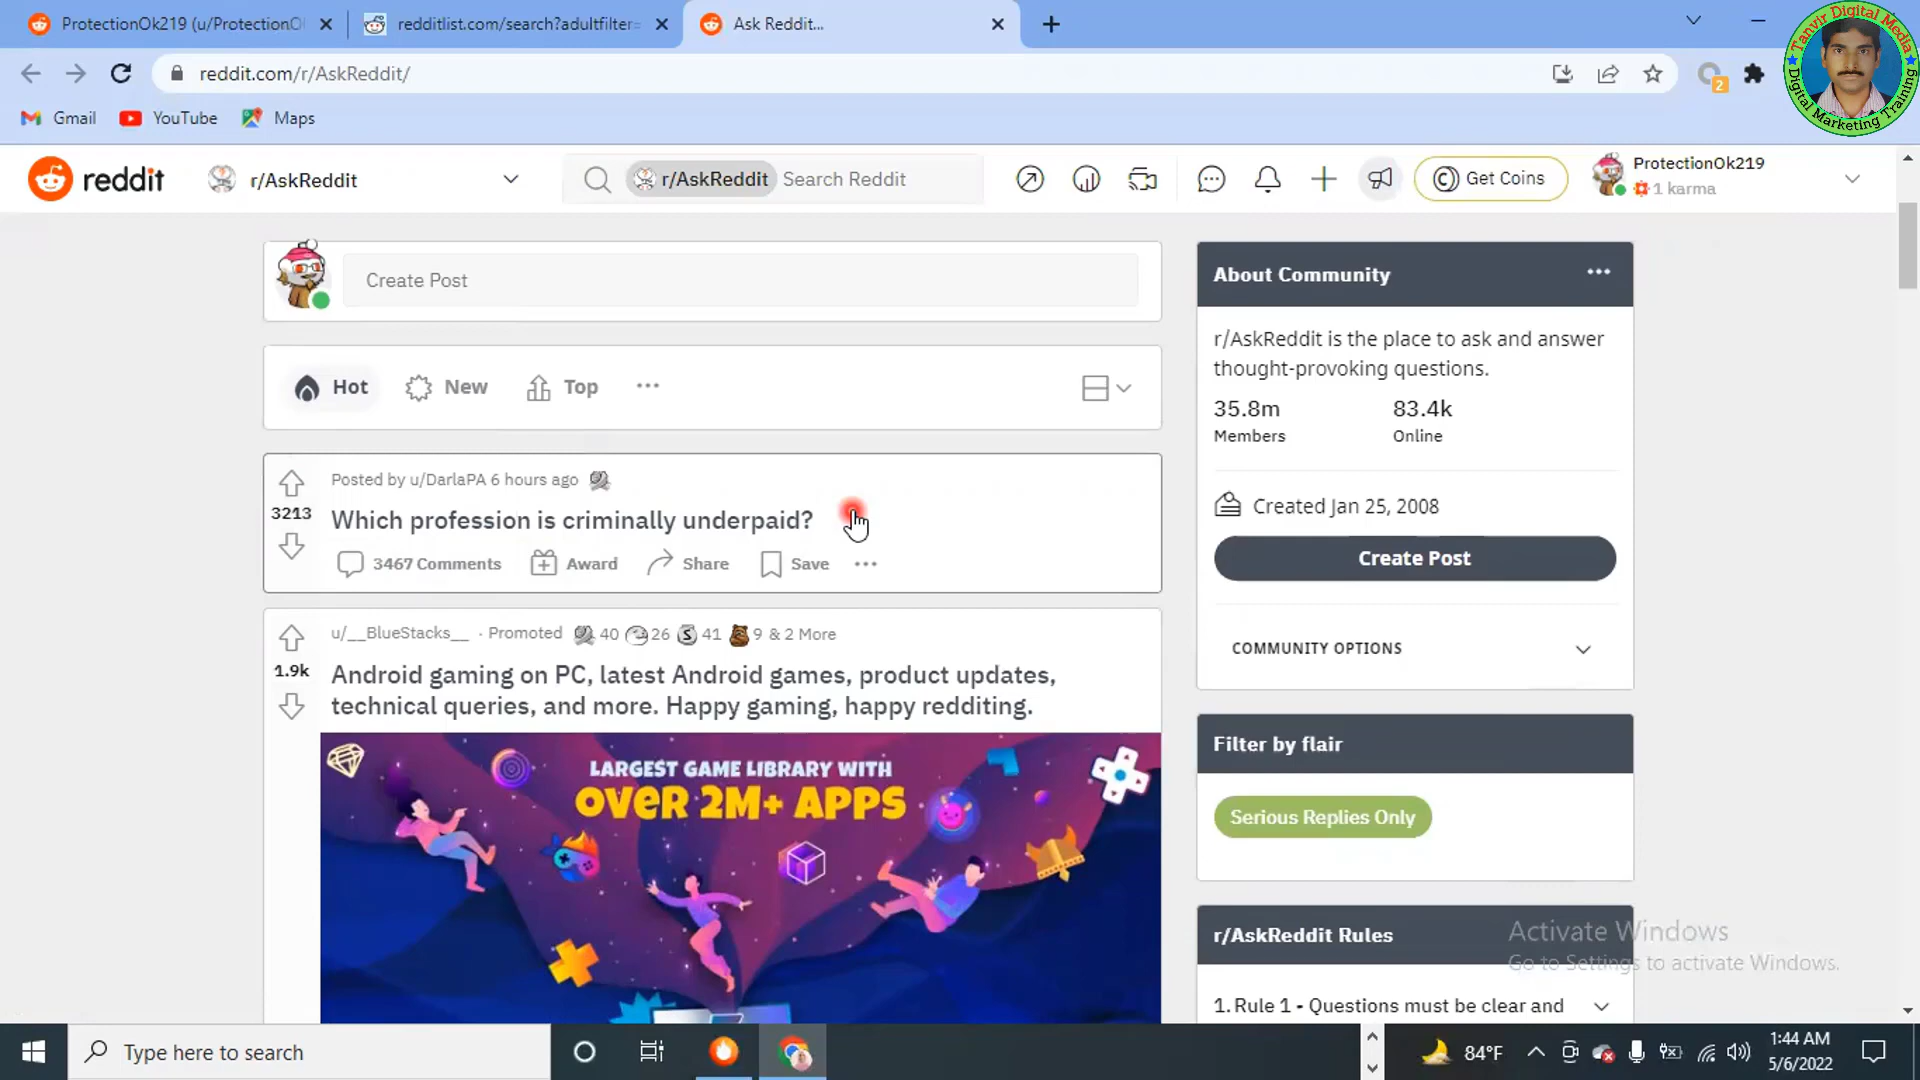 ProtectionOk219 (u/ProtectionOk
redditlist.com/search?adultfilter=
Ask Reddit...
reddit.com/r/AskReddit/
2
Gmail
YouTube
Maps
Tanvir Digital Media
Digital Marketing Training
reddit
r/AskReddit
r/AskReddit
Search Reddit
Get Coins
ProtectionOk219
1 karma
Create Post
Hot
New
Top
Posted by u/DarlaPA 6 hours ago
3213
Which profession is criminally underpaid?
3467 Comments
Award
Share
Save
u/__BlueStacks__ · Promoted 40 26 41 9 & 2 More
1.9k
Android gaming on PC, latest Android games, product updates,
technical queries, and more. Happy gaming, happy redditing.
LARGEST GAME LIBRARY WITH
OVER 2M+ APPS
About Community
r/AskReddit is the place to ask and answer
thought-provoking questions.
35.8m
Members
83.4k
Online
Created Jan 25, 2008
Create Post
COMMUNITY OPTIONS
Filter by flair
Serious Replies Only
r/AskReddit Rules
1. Rule 1 - Questions must be clear and
Activate Windows
Go to Settings to activate Windows.
Type here to search
84°F
1:44 AM
5/6/2022